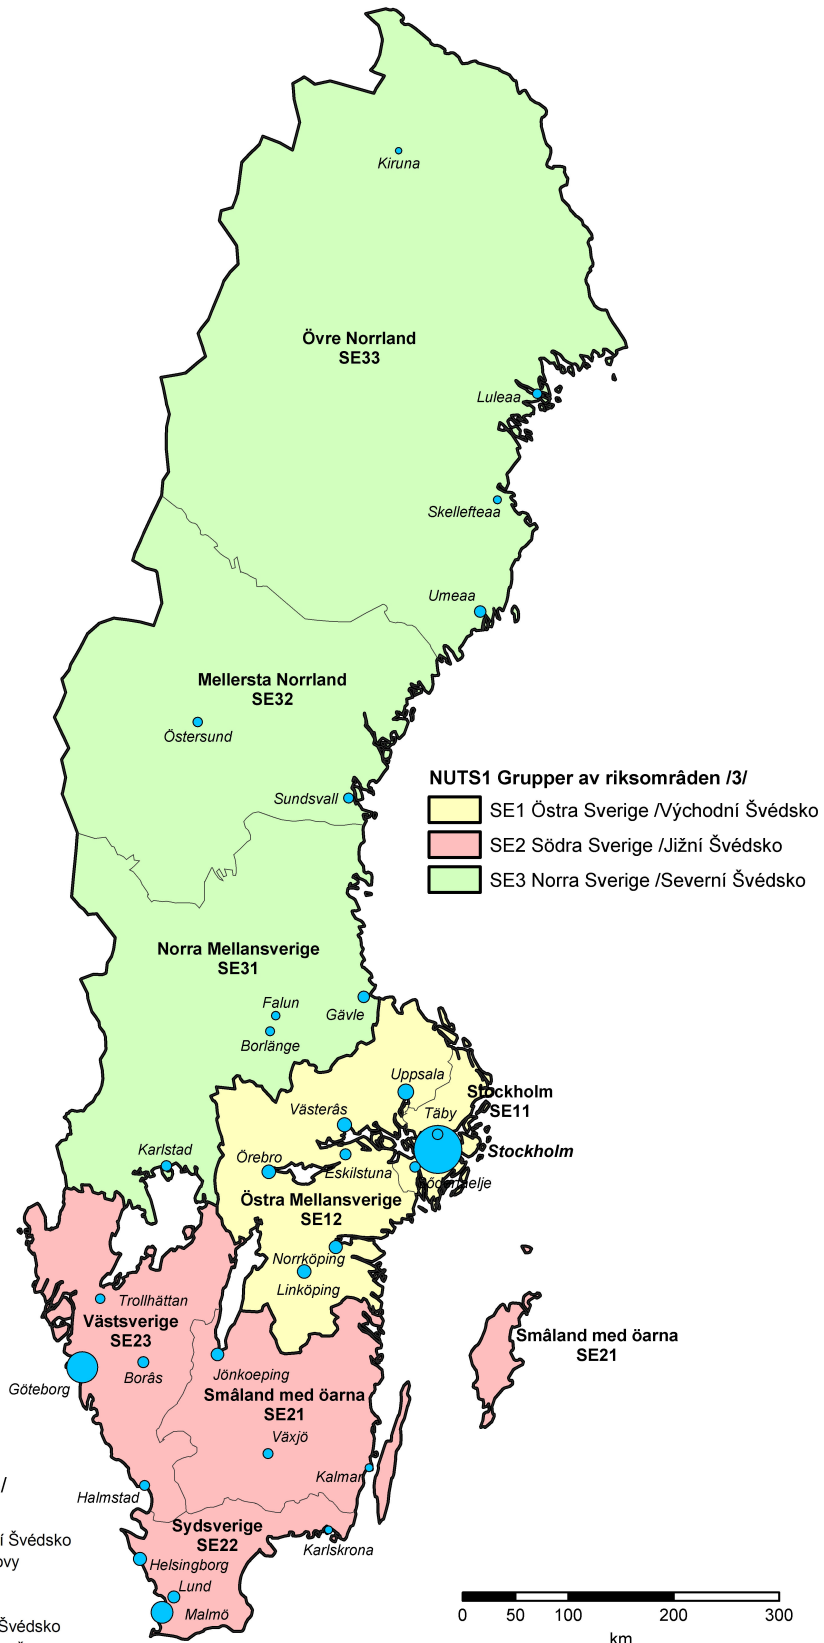 Kiruna
Övre Norrland
SE33
Luleaa
Skellefteaa
Umeaa
Mellersta Norrland
SE32
Östersund
Sundsvall
NUTS1 Grupper av riksområden /3/
SE1 Östra Sverige /Východní Švédsko
SE2 Södra Sverige /Jižní Švédsko
SE3 Norra Sverige /Severní Švédsko
Norra Mellansverige
SE31
Falun
Gävle
Borlänge
Uppsala
Stockholm
SE11
Västerås
Täby
Karlstad
Örebro
Stockholm
Eskilstuna
Södertaelje
Östra Mellansverige
SE12
Norrköping
Linköping
Trollhättan
Västsverige
SE23
Småland med öarna
SE21
Göteborg
Borås
Jönkoeping
Småland med öarna
SE21
Växjö
Kalmar
Halmstad
/
Sydsverige
SE22
í Švédsko
Karlskrona
ovy
Helsingborg
Lund
Malmö
Švédsko
0 50 100 200 300
km